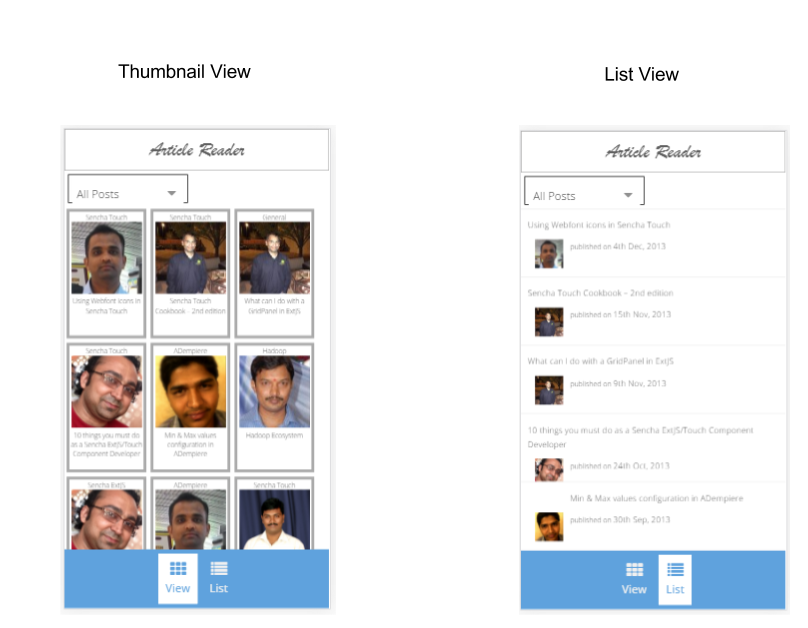 Thumbnail View
Article Reader
All Posts
Sencha Touch
Using Webfont icons in
Sencha Touch
Sencha Touch
Sencha Touch
Cookbook - 2nd edition
General
What can I do with a
GridPanel in ExtJS
Sencha Touch
10 things you must do
as a Sencha ExtJS/Touch
Component Developer
ADempiere
Min & Max values
configuration in
ADempiere
Hadoop
Hadoop Ecosystem
Sencha ExtJS
ADempiere
Sencha Touch
View
List
List View
Article Reader
All Posts
Using Webfont Icons in Sencha Touch
published on 4th Dec, 2013
Sencha Touch Cookbook – 2nd edition
published on 15th Nov, 2013
What can I do with a GridPanel in ExtJS
published on 9th Nov, 2013
10 things you must do as a Sencha ExtJS/Touch Component
Developer
published on 24th Oct, 2013
Min & Max values configuration in ADempiere
published on 30th Sep, 2013
View
List